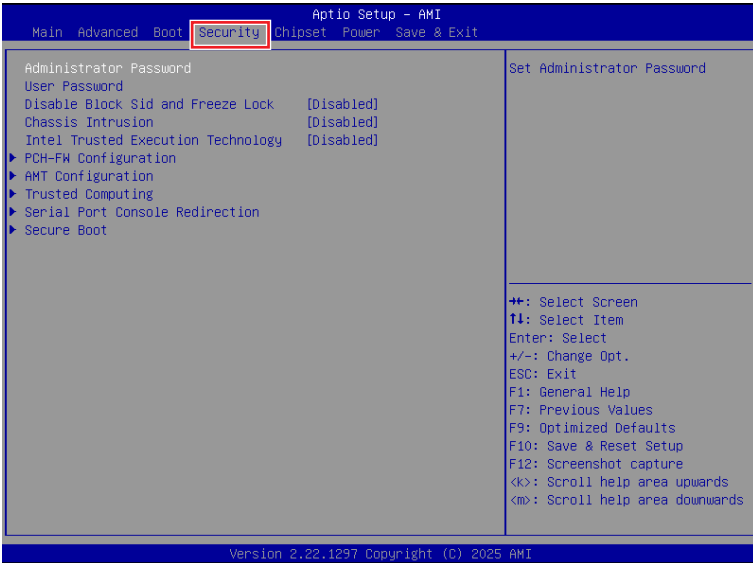 Aptio Setup - AMI
Main Advanced Boot Security Chipset Power Save & Exit
Administrator Password
User Password
Disable Block Sid and Freeze Lock [Disabled]
Chassis Intrusion [Disabled]
Intel Trusted Execution Technology [Disabled]
PCH-FW Configuration
AMT Configuration
Trusted Computing
Serial Port Console Redirection
Secure Boot
Set Administrator Password
→←: Select Screen
↑↓: Select Item
Enter: Select
+/-: Change Opt.
ESC: Exit
F1: General Help
F7: Previous Values
F9: Optimized Defaults
F10: Save & Reset Setup
F12: Screenshot capture
<k>: Scroll help area upwards
<m>: Scroll help area downwards
Version 2.22.1297 Copyright (C) 2025 AMI